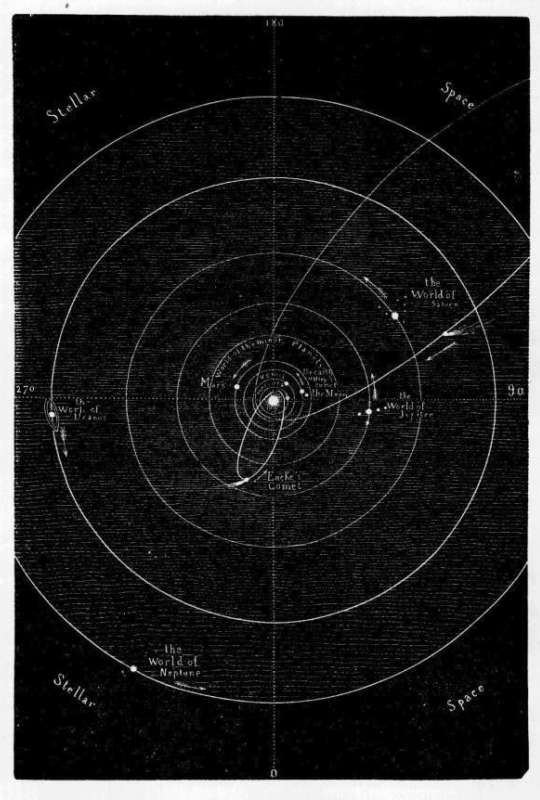 180
Stellar
Space
the
World of
Saturn
World of the minor Planets
Mars
the Moon
270
90
the
World of
Uranus
the
World of
Jupiter
Encke's
Comet
the
World of
Neptune
Stellar
Space
0